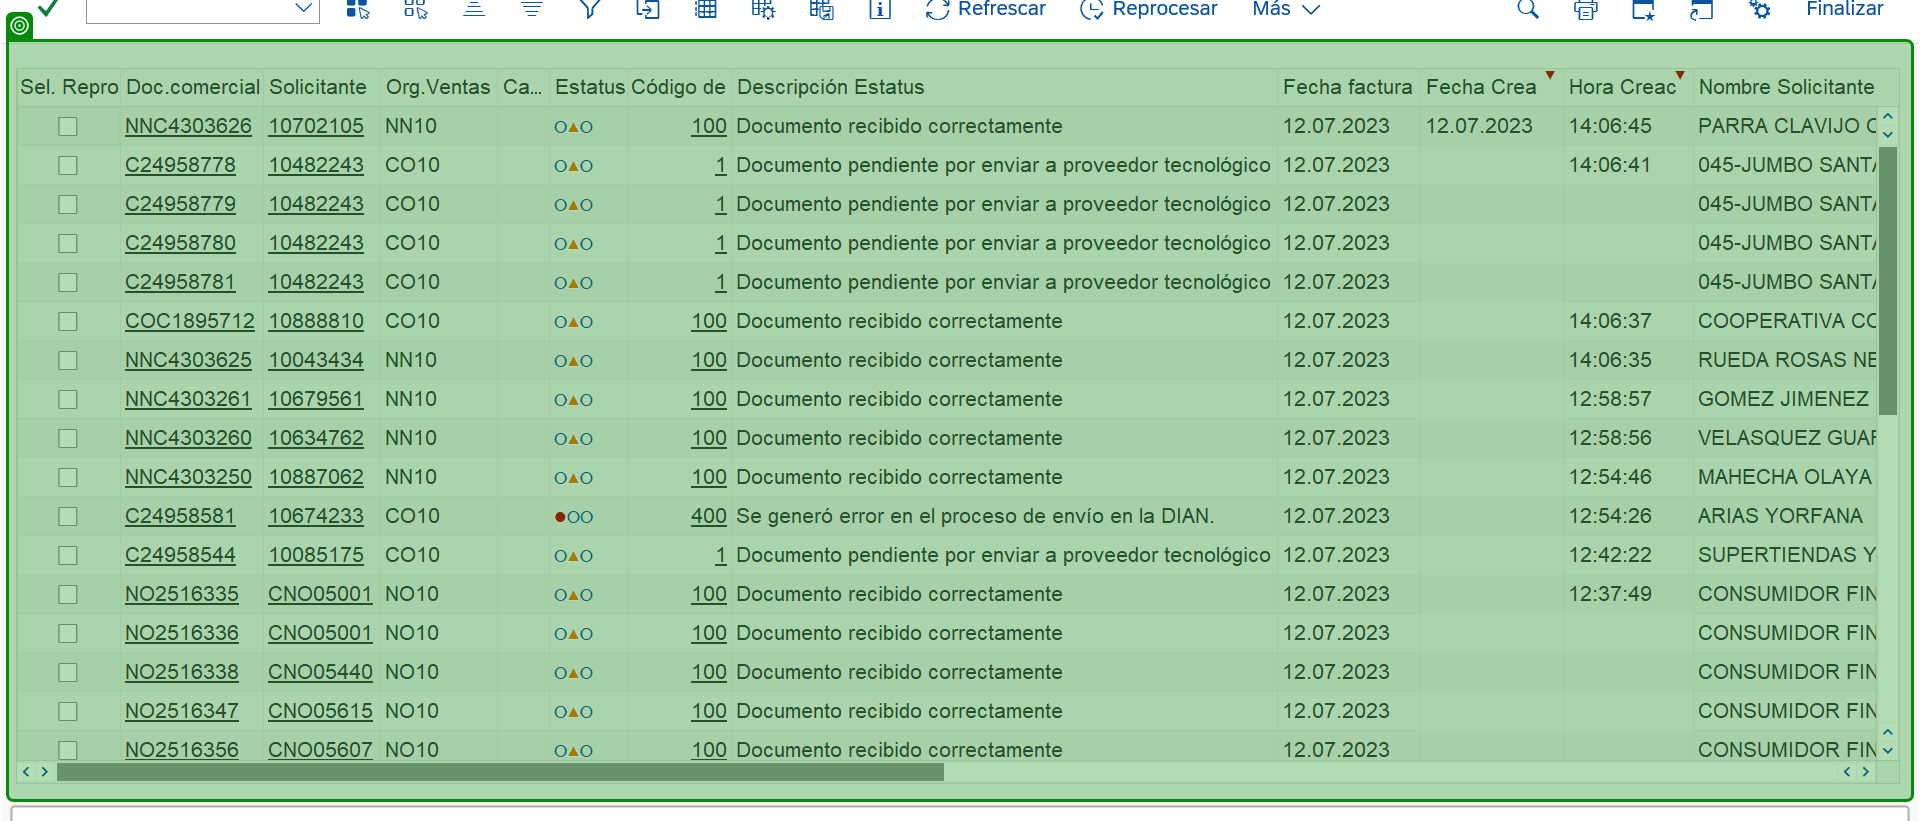 Refrescar Reprocesar Más Finalizar
Sel. Repro Doc.comercial Solicitante Org.Ventas Ca... Estatus Código de Descripción Estatus Fecha factura Fecha Crea Hora Creac Nombre Solicitante
NNC4303626 10702105 NN10 100 Documento recibido correctamente 12.07.2023 12.07.2023 14:06:45 PARRA CLAVIJO
C24958778 10482243 CO10 1 Documento pendiente por enviar a proveedor tecnológico 12.07.2023 14:06:41 045-JUMBO SANTA
C24958779 10482243 CO10 1 Documento pendiente por enviar a proveedor tecnológico 12.07.2023 045-JUMBO SANTA
C24958780 10482243 CO10 1 Documento pendiente por enviar a proveedor tecnológico 12.07.2023 045-JUMBO SANTA
C24958781 10482243 CO10 1 Documento pendiente por enviar a proveedor tecnológico 12.07.2023 045-JUMBO SANTA
COC1895712 10888810 CO10 100 Documento recibido correctamente 12.07.2023 14:06:37 COOPERATIVA CO
NNC4303625 10043434 NN10 100 Documento recibido correctamente 12.07.2023 14:06:35 RUEDA ROSAS NE
NNC4303261 10679561 NN10 100 Documento recibido correctamente 12.07.2023 12:58:57 GOMEZ JIMENEZ
NNC4303260 10634762 NN10 100 Documento recibido correctamente 12.07.2023 12:58:56 VELASQUEZ GUAR
NNC4303250 10887062 NN10 100 Documento recibido correctamente 12.07.2023 12:54:46 MAHECHA OLAYA
C24958581 10674233 CO10 400 Se generó error en el proceso de envío en la DIAN. 12.07.2023 12:54:26 ARIAS YORFANA
C24958544 10085175 CO10 1 Documento pendiente por enviar a proveedor tecnológico 12.07.2023 12:42:22 SUPERTIENDAS Y
NO2516335 CNO05001 NO10 100 Documento recibido correctamente 12.07.2023 12:37:49 CONSUMIDOR FIN
NO2516336 CNO05001 NO10 100 Documento recibido correctamente 12.07.2023 CONSUMIDOR FIN
NO2516338 CNO05440 NO10 100 Documento recibido correctamente 12.07.2023 CONSUMIDOR FIN
NO2516347 CNO05615 NO10 100 Documento recibido correctamente 12.07.2023 CONSUMIDOR FIN
NO2516356 CNO05607 NO10 100 Documento recibido correctamente 12.07.2023 CONSUMIDOR FIN